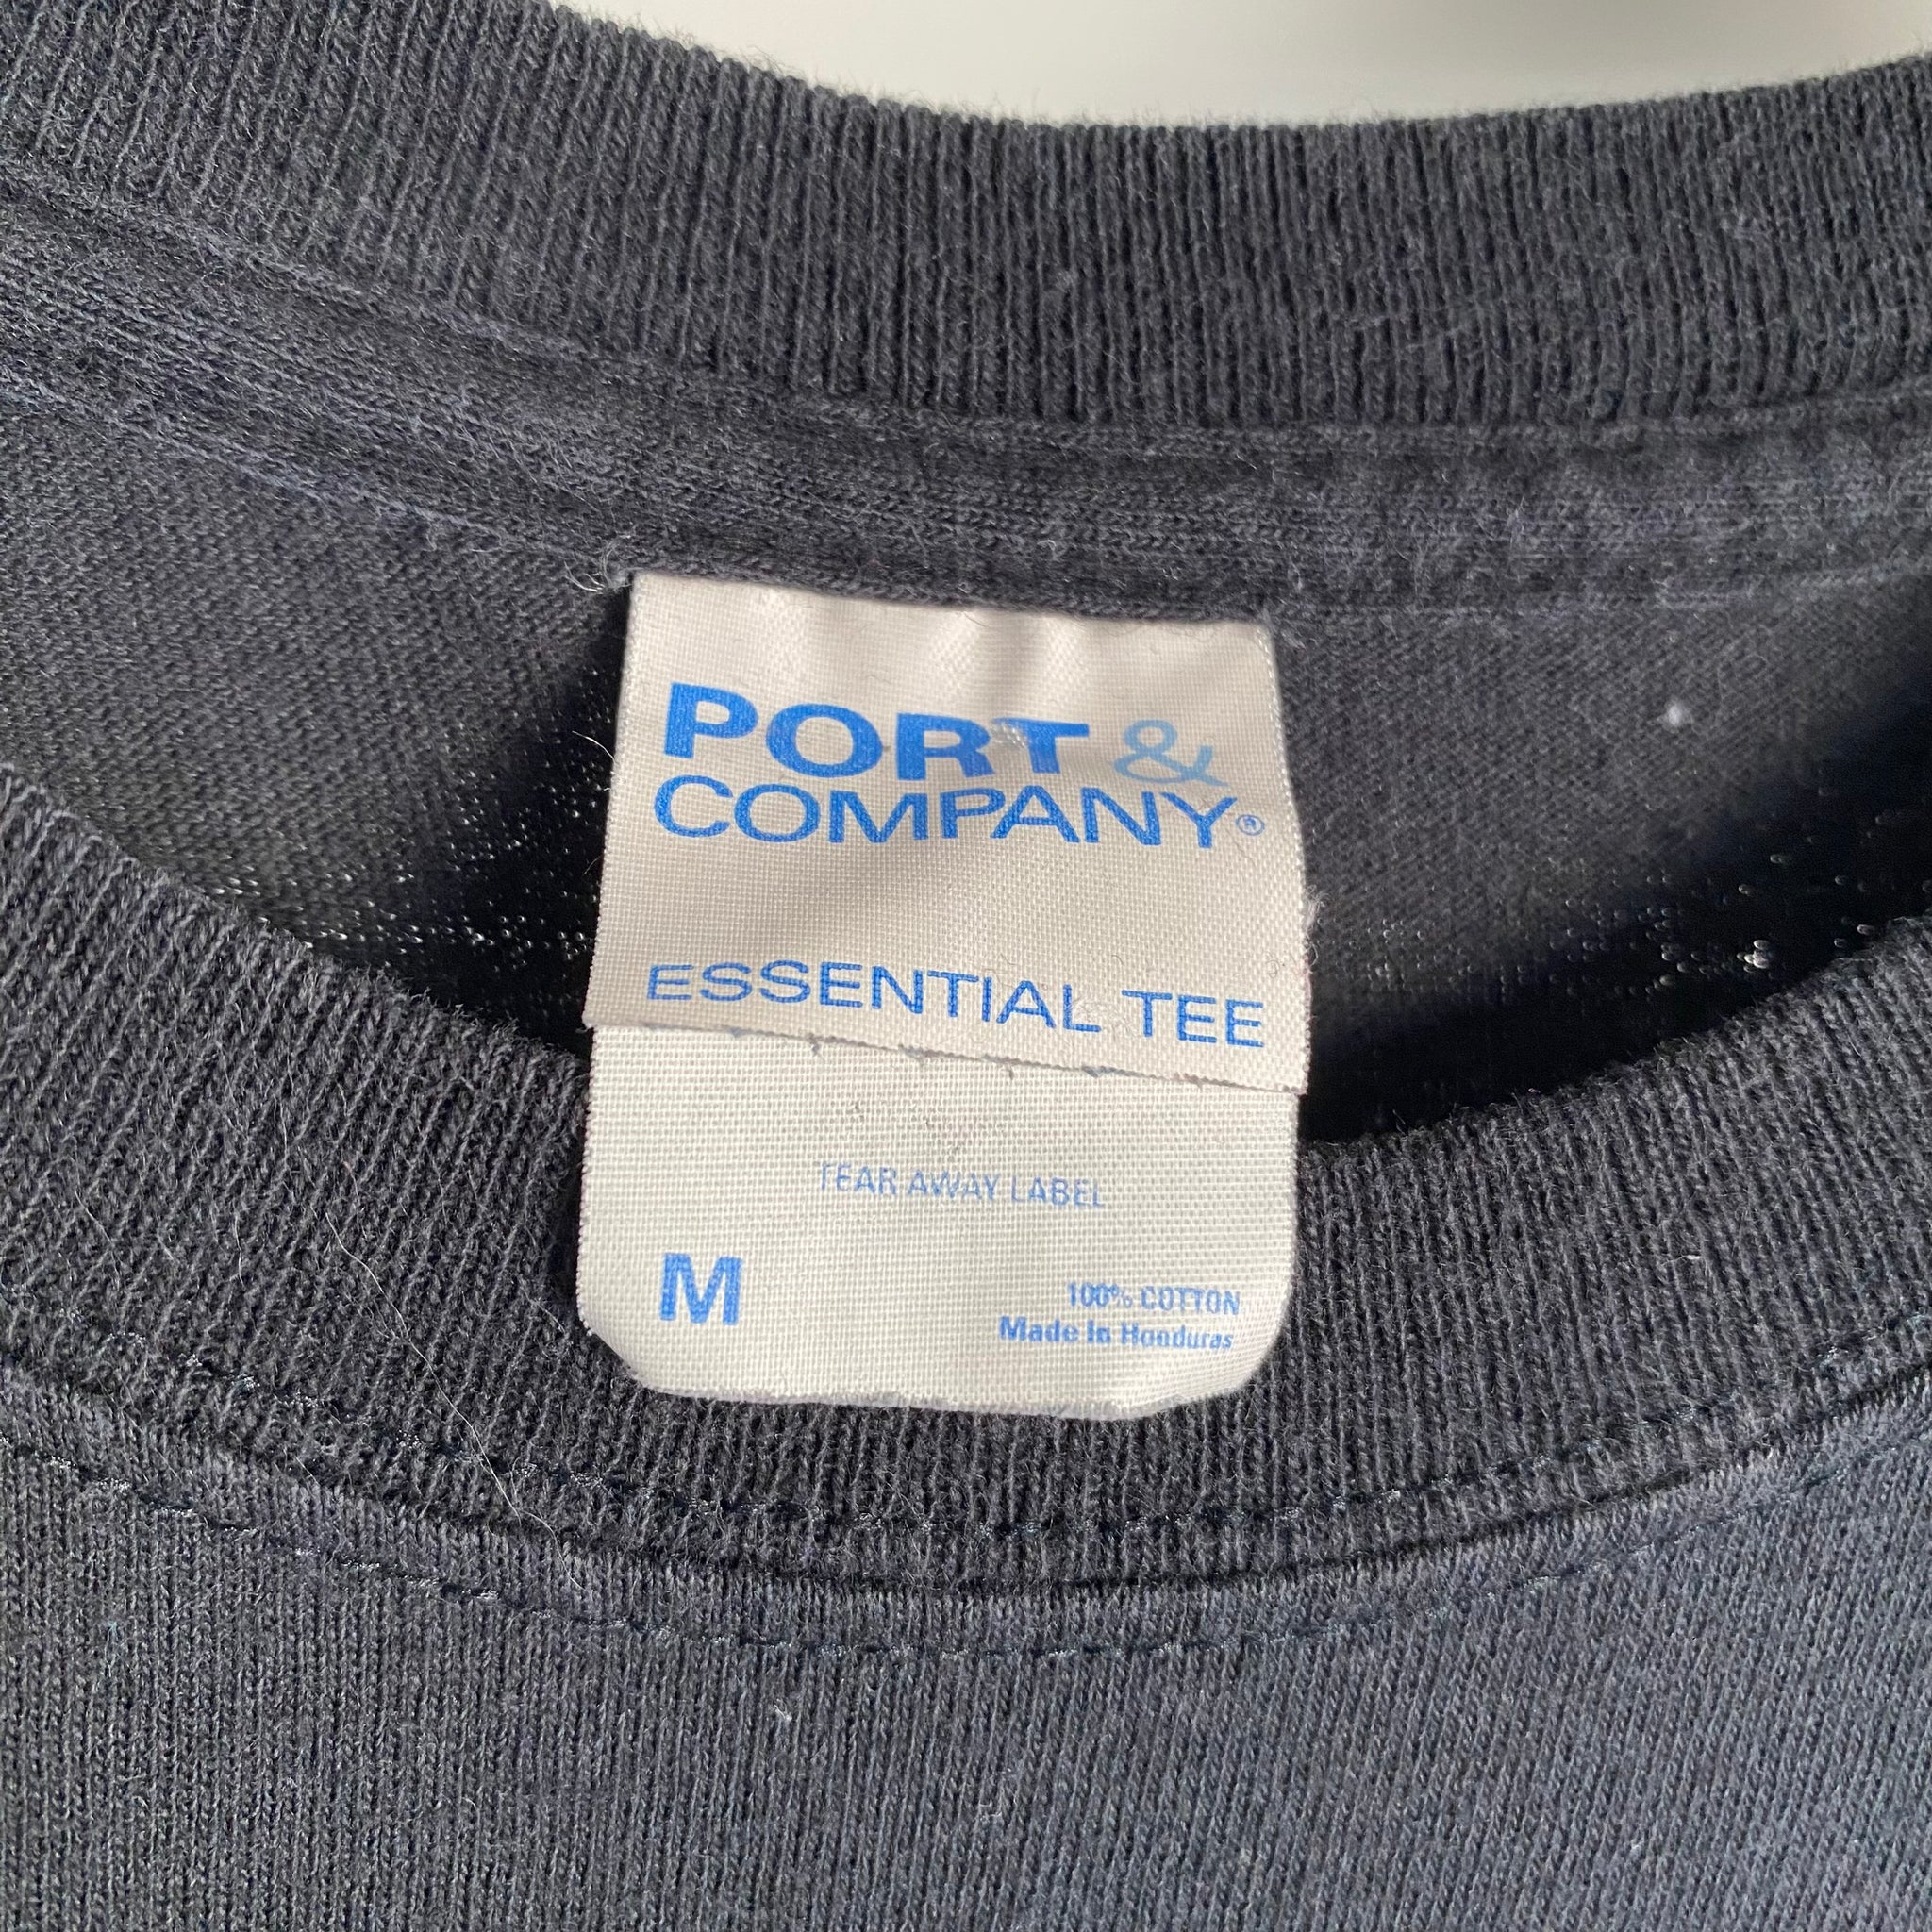 PORT &
COMPANY®
ESSENTIAL TEE
TEAR AWAY LABEL
M
100% COTTON
Made In Honduras